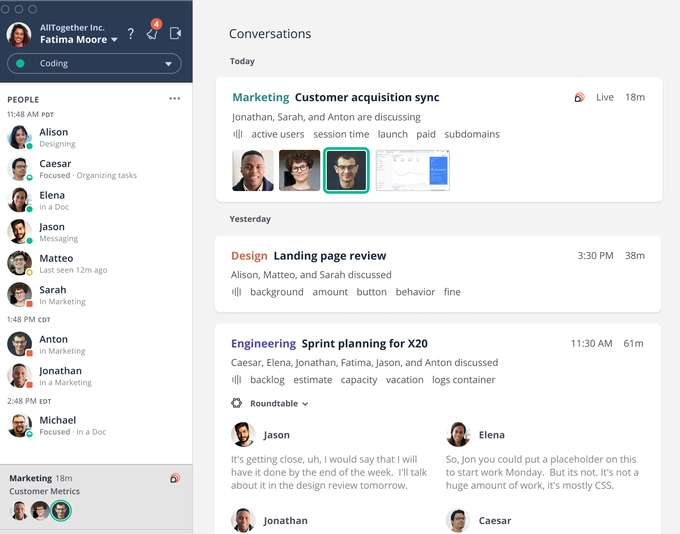 AllTogether Inc.
Fatima Moore
?
4
Coding
PEOPLE
11:48 AM PDT
Alison
Designing
Caesar
Focused · Organizing tasks
Elena
in a Doc
Jason
Messaging
Matteo
Last seen 12m ago
Sarah
In Marketing
1:48 PM CDT
Anton
in Marketing
Jonathan
in a Marketing
2:48 PM EDT
Michael
Focused · in a Doc
Marketing 18m
Customer Metrics
Conversations
Today
Marketing Customer acquisition sync Live 18m
Jonathan, Sarah, and Anton are discussing
active users session time launch paid subdomains
Yesterday
Design Landing page review 3:30 PM 38m
Alison, Matteo, and Sarah discussed
background amount button behavior fine
Engineering Sprint planning for X20 11:30 AM 61m
Caesar, Elena, Jonathan, Fatima, Jason, and Anton discussed
backlog estimate capacity vacation logs container
Roundtable
Jason
It's getting close, uh, I would say that I will
have it done by the end of the week. I'll talk
about it in the design review tomorrow.
Elena
So, Jon you could put a placeholder on this
to start work Monday. But its not. It's not a
huge amount of work, it's mostly CSS.
Jonathan
Caesar